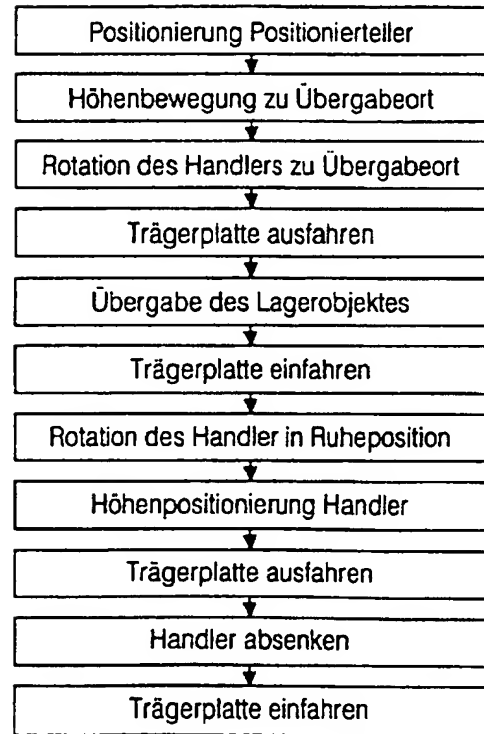 Positionierung Positionierteller
Höhenbewegung zu Übergabeort
Rotation des Handlers zu Übergabeort
Trägerplatte ausfahren
Übergabe des Lagerobjektes
Trägerplatte einfahren
Rotation des Handler in Ruheposition
Höhenpositionierung Handler
Trägerplatte ausfahren
Handler absenken
Trägerplatte einfahren